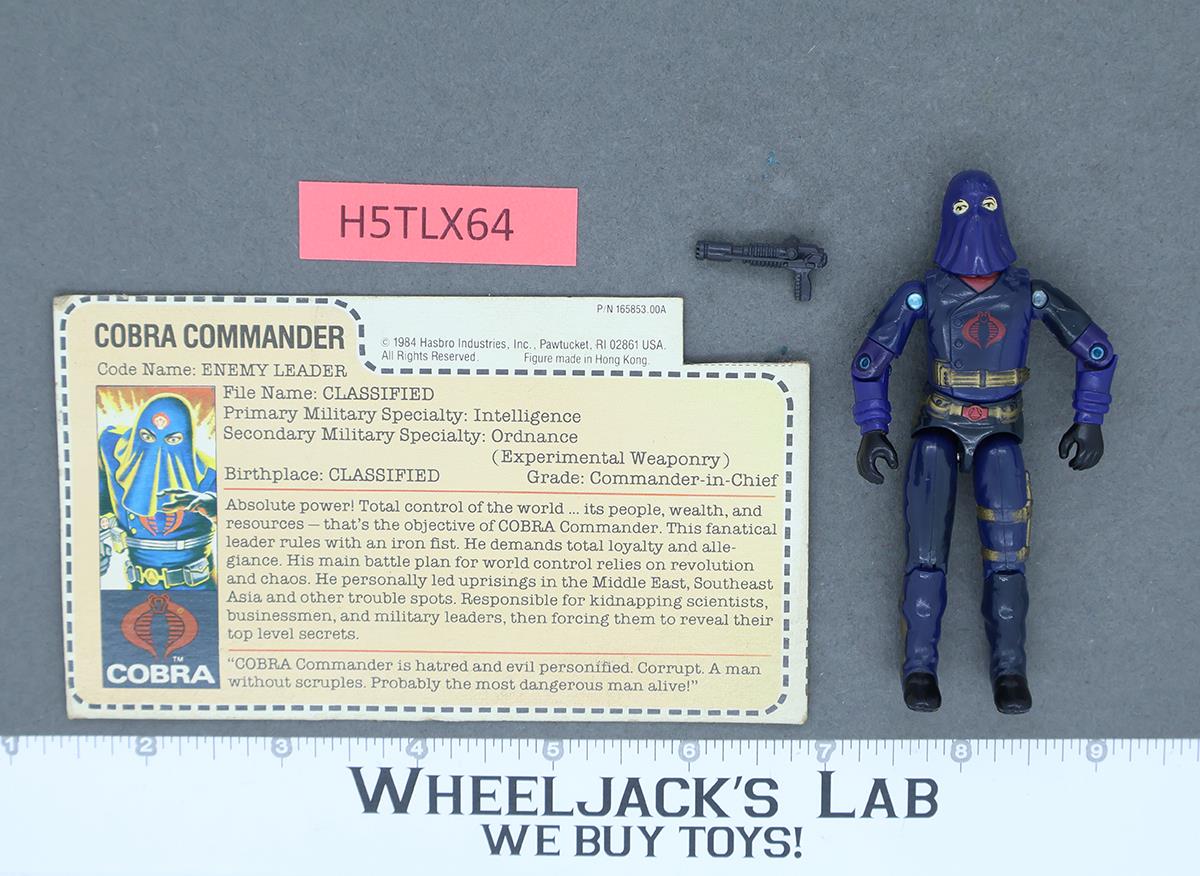 H5TLX64
P/N 165853.00A
COBRA COMMANDER
© 1984 Hasbro Industries, Inc., Pawtucket, RI 02861 USA.
All Rights Reserved. Figure made in Hong Kong.
Code Name: ENEMY LEADER
File Name: CLASSIFIED
Primary Military Specialty: Intelligence
Secondary Military Specialty: Ordnance
(Experimental Weaponry)
Birthplace: CLASSIFIED Grade: Commander-in-Chief
Absolute power! Total control of the world ... its people, wealth, and
resources — that's the objective of COBRA Commander. This fanatical
leader rules with an iron fist. He demands total loyalty and alle-
giance. His main battle plan for world control relies on revolution
and chaos. He personally led uprisings in the Middle East, Southeast
Asia and other trouble spots. Responsible for kidnapping scientists,
businessmen, and military leaders, then forcing them to reveal their
top level secrets.
TM
COBRA
"COBRA Commander is hatred and evil personified. Corrupt. A man
without scruples. Probably the most dangerous man alive!"
1 2 3 4 5 6 7 8 9
WHEELJACK'S LAB
WE BUY TOYS!